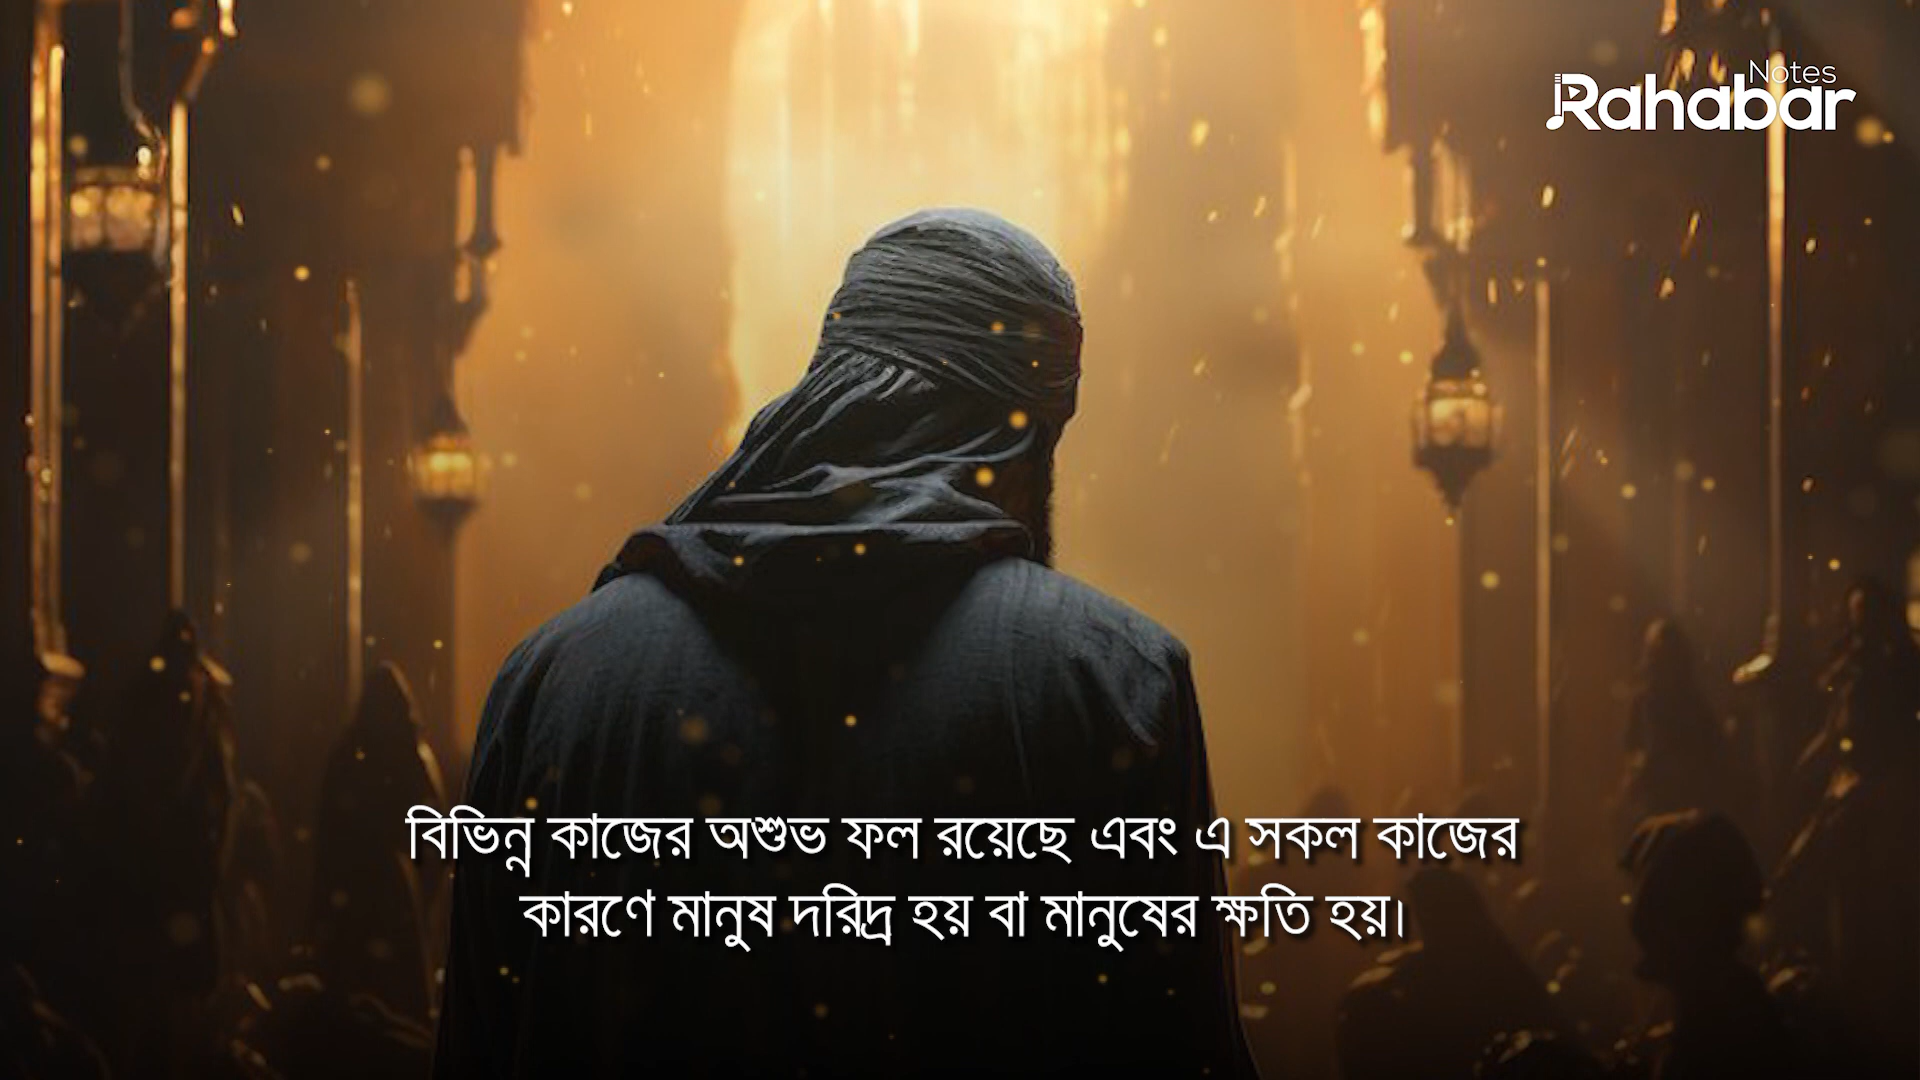 Notes
Rahabar
বিভিন্ন কাজের অশুভ ফল রয়েছে এবং এ সকল কাজের
কারণে মানুষ দরিদ্র হয় বা মানুষের ক্ষতি হয়।